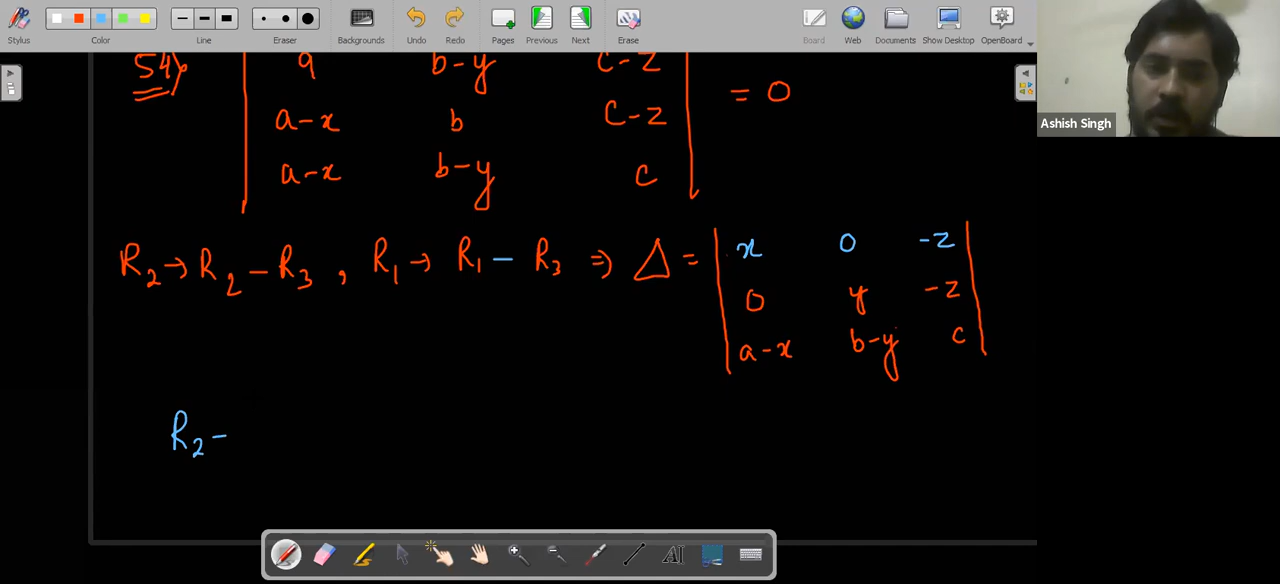 Stylus Color Line Eraser Backgrounds Undo Redo Pages Previous Next Erase Board Web Documents Show Desktop OpenBoard
54) | a b-y c-z |
| a-x b c-z | = 0
| a-x b-y c |
Ashish Singh
R₂ → R₂ - R₃ , R₁ → R₁ - R₃ ⇒ Δ = | x 0 -z |
| 0 y -z |
| a-x b-y c |
R₂ -
AI